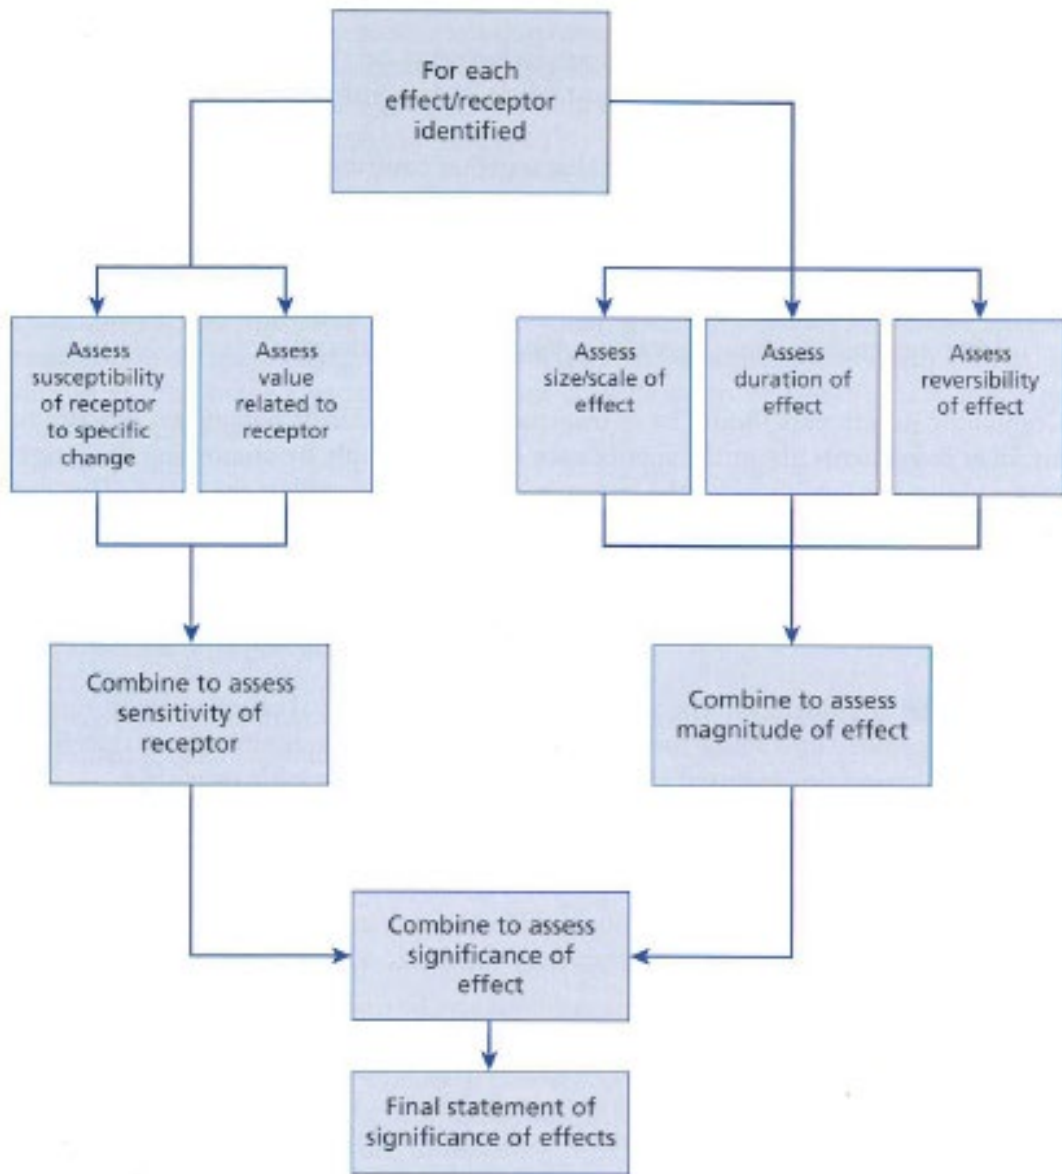 For each
effect/receptor
identified
Assess
susceptibility
of receptor
to specific
change
Assess
value
related to
receptor
Assess
size/scale of
effect
Assess
duration of
effect
Assess
reversibility
of effect
Combine to assess
sensitivity of
receptor
Combine to assess
magnitude of effect
Combine to assess
significance of
effect
Final statement of
significance of effects